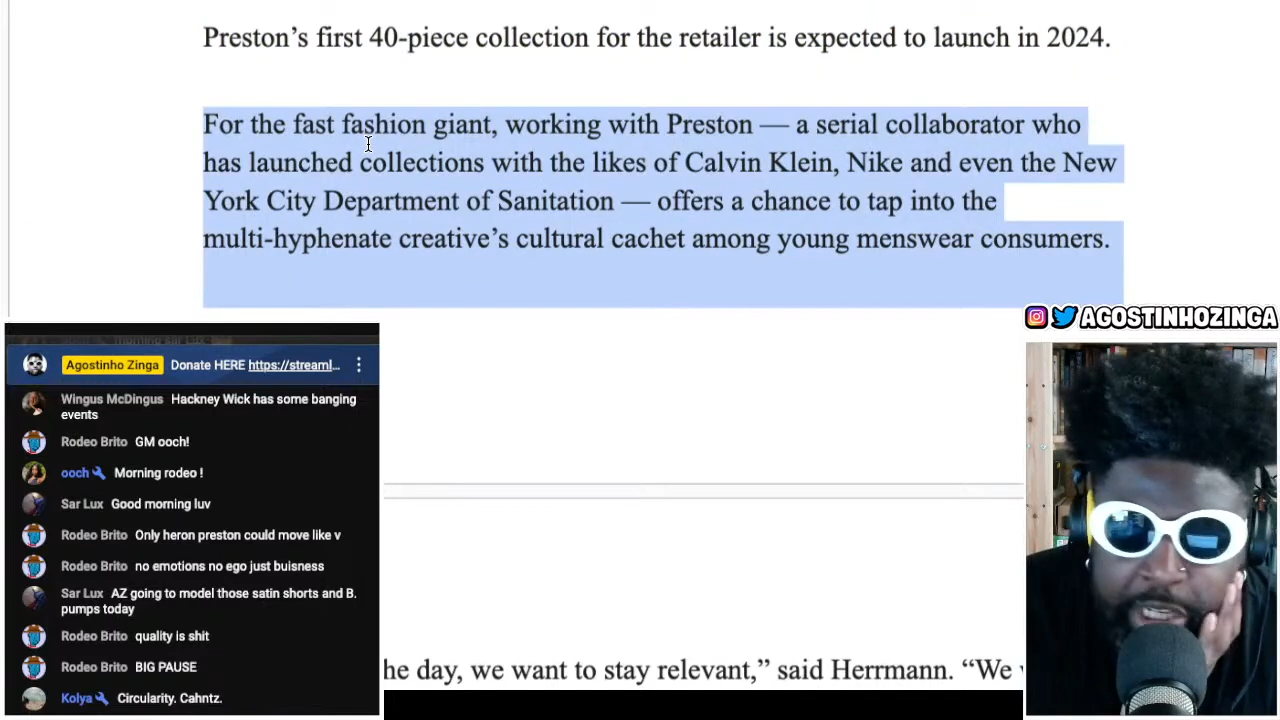 Preston’s first 40-piece collection for the retailer is expected to launch in 2024.
For the fast fashion giant, working with Preston — a serial collaborator who
has launched collections with the likes of Calvin Klein, Nike and even the New
York City Department of Sanitation — offers a chance to tap into the
multi-hyphenate creative’s cultural cachet among young menswear consumers.
AGOSTINHOZINGA
Agostinho Zinga Donate HERE https://streaml...
Wingus McDingus Hackney Wick has some banging
events
Rodeo Brito GM ooch!
ooch Morning rodeo !
Sar Lux Good morning luv
Rodeo Brito Only heron preston could move like v
Rodeo Brito no emotions no ego just buisness
Sar Lux AZ going to model those satin shorts and B.
pumps today
Rodeo Brito quality is shit
Rodeo Brito BIG PAUSE
Kolya Circularity. Cahntz.
he day, we want to stay relevant,” said Herrmann. “We